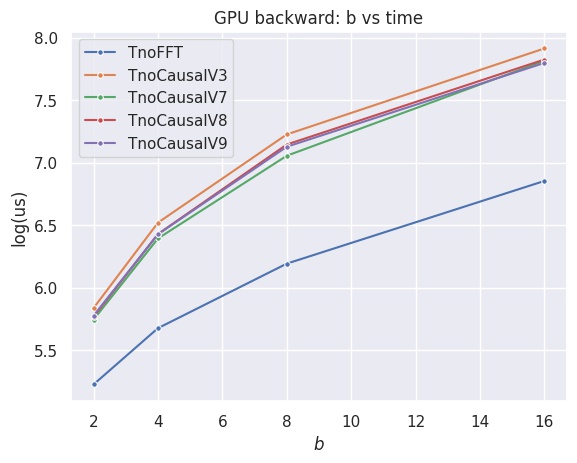 GPU backward: b vs time
TnoFFT
TnoCausalV3
TnoCausalV7
TnoCausalV8
TnoCausalV9
log(us)
8.0
7.5
7.0
6.5
6.0
5.5
2 4 6 8 10 12 14 16
b